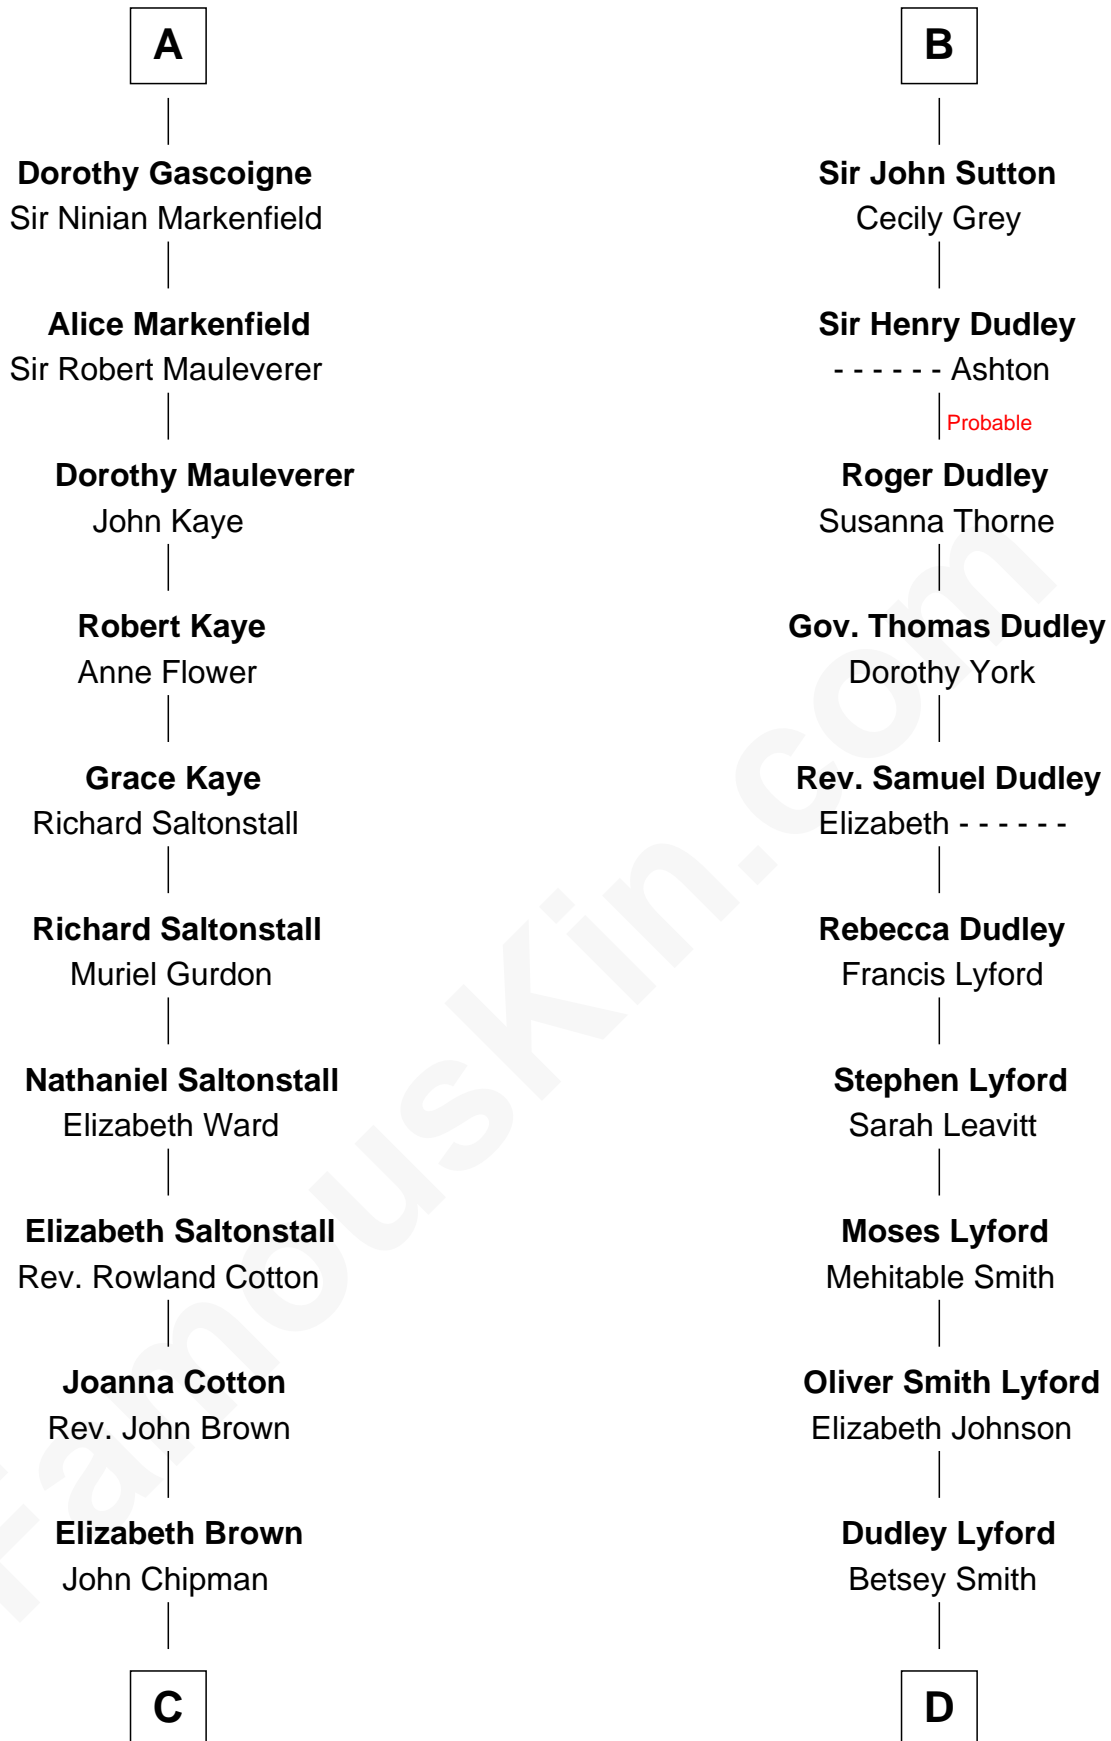 A
Dorothy Gascoigne
Sir Ninian Markenfield
Alice Markenfield
Sir Robert Mauleverer
Dorothy Mauleverer
John Kaye
Robert Kaye
Anne Flower
Grace Kaye
Richard Saltonstall
Richard Saltonstall
Muriel Gurdon
Nathaniel Saltonstall
Elizabeth Ward
Elizabeth Saltonstall
Rev. Rowland Cotton
Joanna Cotton
Rev. John Brown
Elizabeth Brown
John Chipman
C
B
Sir John Sutton
Cecily Grey
Sir Henry Dudley
- - - - - - Ashton
Probable
Roger Dudley
Susanna Thorne
Gov. Thomas Dudley
Dorothy York
Rev. Samuel Dudley
Elizabeth - - - - - -
Rebecca Dudley
Francis Lyford
Stephen Lyford
Sarah Leavitt
Moses Lyford
Mehitable Smith
Oliver Smith Lyford
Elizabeth Johnson
Dudley Lyford
Betsey Smith
D
FamousKin.com